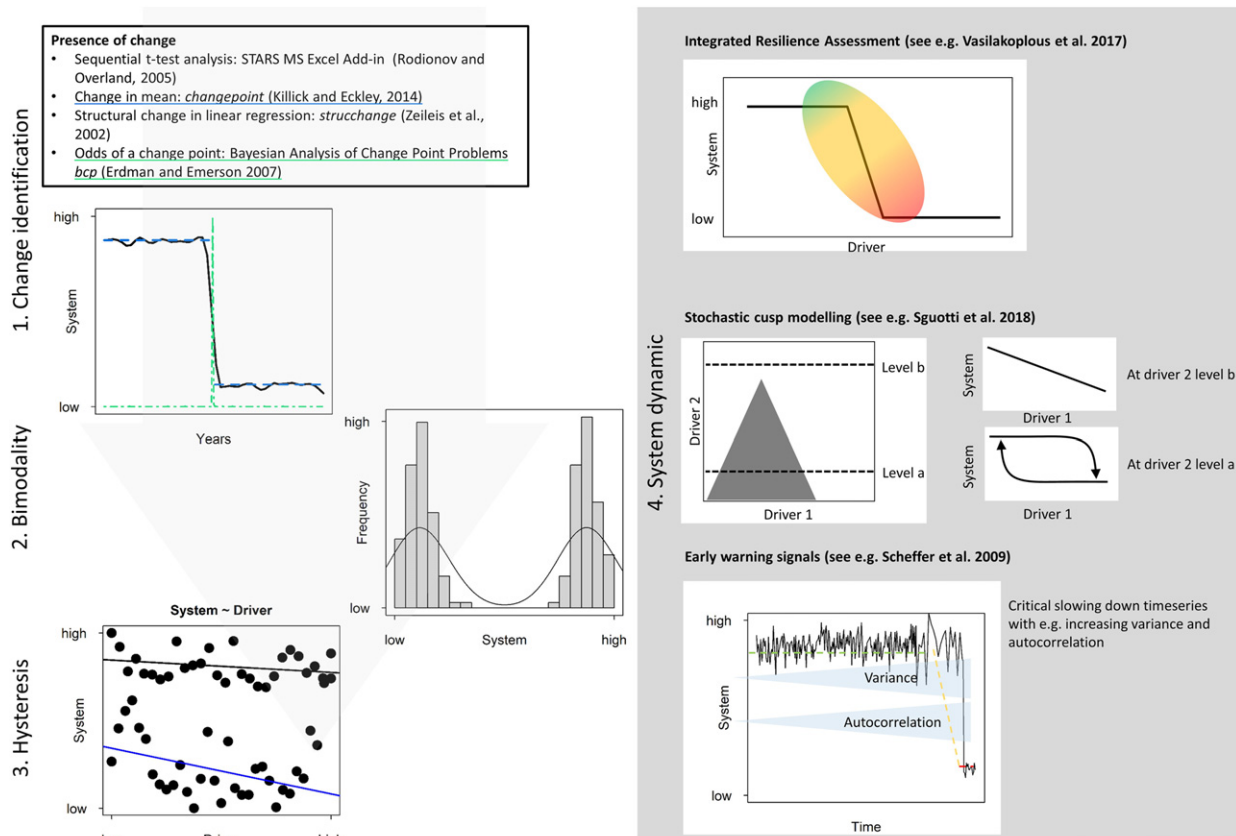 1. Change identification
Presence of change
• Sequential t-test analysis: STARS MS Excel Add-in (Rodionov and
Overland, 2005)
• Change in mean: changepoint (Killick and Eckley, 2014)
• Structural change in linear regression: strucchange (Zeileis et al.,
2002)
• Odds of a change point: Bayesian Analysis of Change Point Problems
bcp (Erdman and Emerson 2007)
high
System
low
Years
2. Bimodality
high
Frequency
low
low
System
high
3. Hysteresis
System ~ Driver
high
System
low
4. System dynamic
Integrated Resilience Assessment (see e.g. Vasilakoplous et al. 2017)
high
System
low
Driver
Stochastic cusp modelling (see e.g. Sguotti et al. 2018)
Driver 2
Level b
Level a
Driver 1
System
At driver 2 level b
Driver 1
System
At driver 2 level a
Driver 1
Early warning signals (see e.g. Scheffer et al. 2009)
high
System
low
Variance
Autocorrelation
Time
Critical slowing down timeseries
with e.g. increasing variance and
autocorrelation